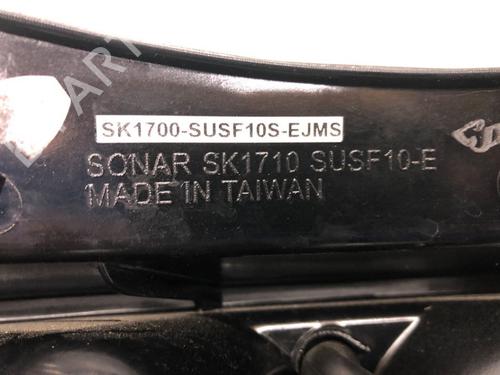 SK1700-SUSF10S-EJMS
SONAR SK1710 SUSF10-E
MADE IN TAIWAN